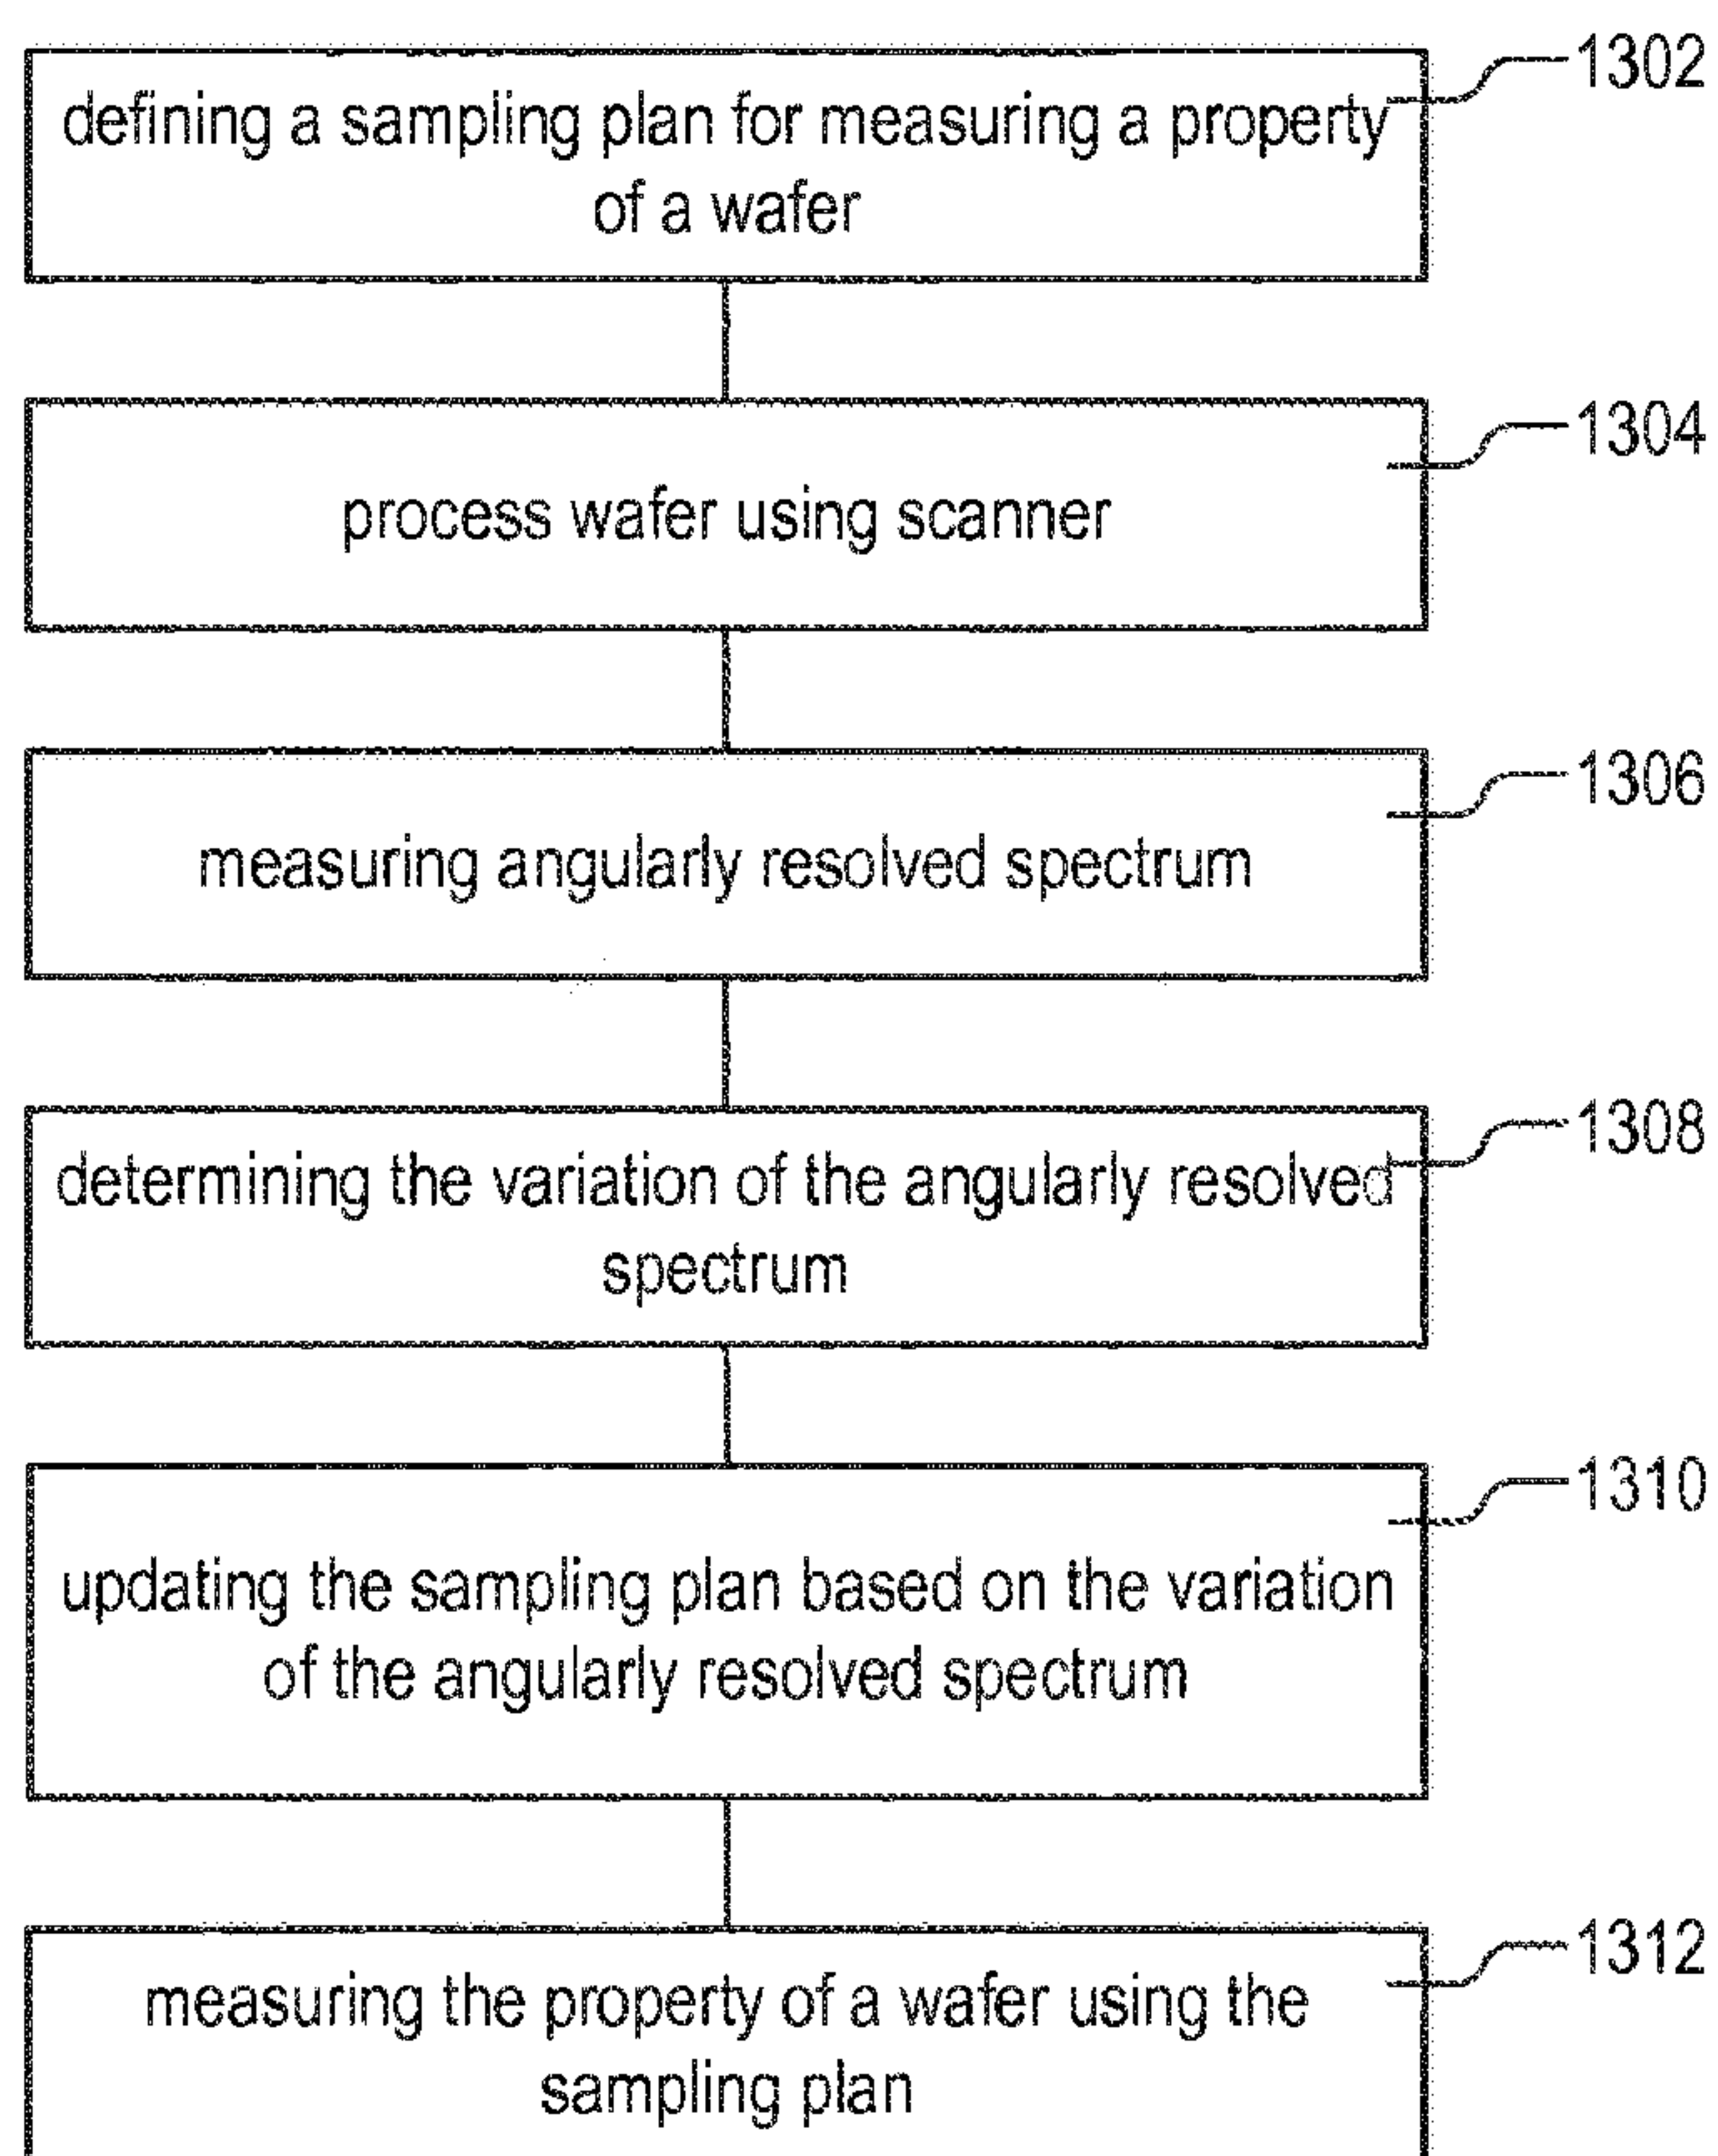 1302
defining a sampling plan for measuring a property
of a wafer
1304
process wafer using scanner
1306
measuring angularly resolved spectrum
1308
determining the variation of the angularly resolved
spectrum
1310
updating the sampling plan based on the variation
of the angularly resolved spectrum
1312
measuring the property of a wafer using the
sampling plan